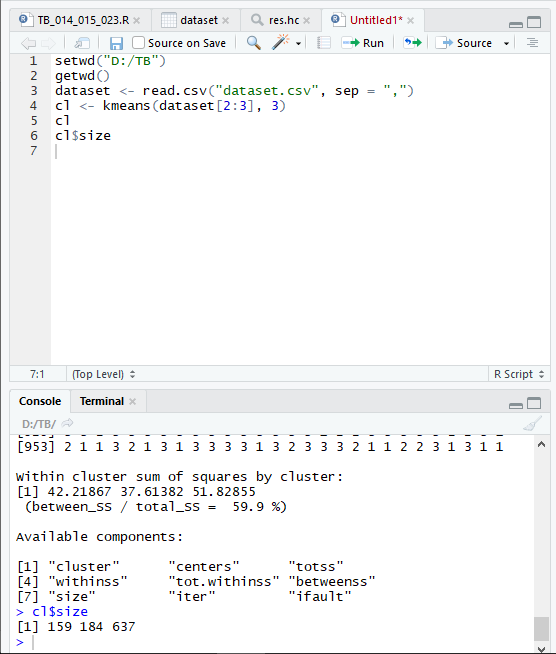 TB_014_015_023.R × dataset × res.hc × Untitled1* ×
Source on Save Run Source
1 setwd("D:/TB")
2 getwd()
3 dataset <- read.csv("dataset.csv", sep = ",")
4 cl <- kmeans(dataset[2:3], 3)
5 cl
6 cl$size
7
7:1 (Top Level) R Script
Console Terminal ×
D:/TB/
[953] 2 1 1 3 2 1 3 1 3 3 3 3 1 3 2 3 3 3 2 1 1 2 2 3 1 3 1 1
Within cluster sum of squares by cluster:
[1] 42.21867 37.61382 51.82855
(between_SS / total_SS = 59.9 %)
Available components:
[1] "cluster" "centers" "totss"
[4] "withinss" "tot.withinss" "betweenss"
[7] "size" "iter" "ifault"
> cl$size
[1] 159 184 637
>